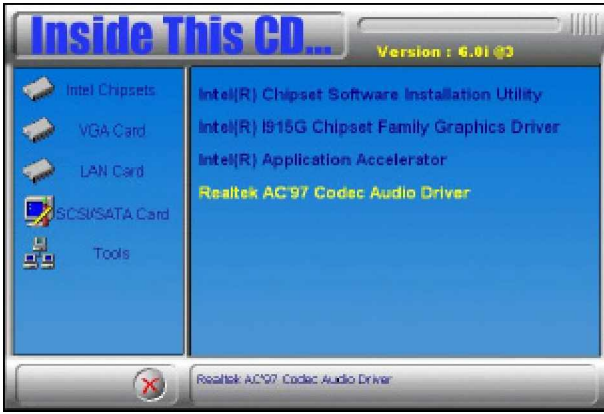 Inside This CD...
Version : 6.0i @3
Intel Chipsets
VGA Card
LAN Card
SCSI/SATA Card
Tools
Intel(R) Chipset Software Installation Utility
Intel(R) I915G Chipset Family Graphics Driver
Intel(R) Application Accelerator
Realtek AC'97 Codec Audio Driver
Realtek AC'97 Codec Audio Driver